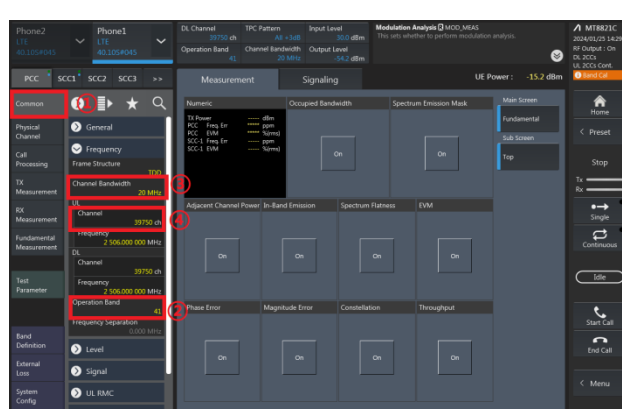 Phone2
LTE
40.105#045
Phone1
LTE
40.105#045
DL Channel
39750 ch
TPC Pattern
All +3dB
Input Level
30.0 dBm
Operation Band
41
Channel Bandwidth
20 MHz
Output Level
-54.2 dBm
Modulation Analysis MOD_MEAS
This sets whether to perform modulation analysis.
MT8821C
2024/01/25 14:29
RF Output : On
DL 2CCs
UL 2CCs Cont.
Band Cal
PCC
SCC1
SCC2
SCC3
>>
Measurement
Signaling
UE Power :
-15.2 dBm
Common
Physical
Channel
Call
Processing
TX
Measurement
RX
Measurement
Fundamental
Measurement
Test
Parameter
Band
Definition
External
Loss
System
Config
①
General
Frequency
Frame Structure
TDD
Channel Bandwidth
20 MHz
③
UL
Channel
39750 ch
④
Frequency
2 506.000 000 MHz
DL
Channel
39750 ch
Frequency
2 506.000 000 MHz
Operation Band
41
②
Frequency Separation
0.000 MHz
Level
Signal
UL RMC
Numeric
TX Power ----- dBm
PCC Freq. Err ----- ppm
PCC EVM ----- %(rms)
SCC-1 Freq. Err ----- ppm
SCC-1 EVM ----- %(rms)
Occupied Bandwidth
On
Spectrum Emission Mask
On
Adjacent Channel Power
On
In-Band Emission
On
Spectrum Flatness
On
EVM
On
Phase Error
On
Magnitude Error
On
Constellation
On
Throughput
On
Main Screen
Fundamental
Sub Screen
Top
Home
< Preset
Stop
Tx
Rx
Single
Continuous
Idle
Start Call
End Call
< Menu